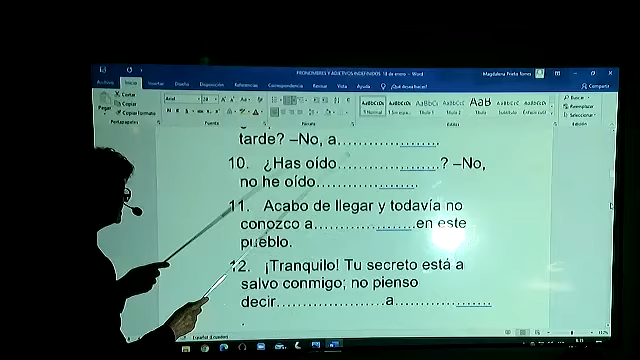 PRONOMBRES Y ADJETIVOS INDEFINIDOS 18 de enero - Word
Magdalena Prieto Torres
Archivo Inicio Insertar Diseño Disposición Referencias Correspondencia Revisar Vista Ayuda ¿Qué desea hacer? Compartir
Pegar
Cortar
Copiar
Copiar formato
Portapapeles
Arial
Fuente
Párrafo
AaBbCcDc AaBbCcDc AaBbCc AaBbCcD AaB AaBbCcD AaBbCcDc
1 Normal 1 Sin espa... Título 1 Título 2 Título Subtítulo Énfasis sutil
Estilos
Buscar
Reemplazar
Seleccionar
Edición
tarde? –No, a........................
10. ¿Has oído........................? –No,
no he oído........................
11. Acabo de llegar y todavía no
conozco a........................en este
pueblo.
12. ¡Tranquilo! Tu secreto está a
salvo conmigo; no pienso
decir........................a........................